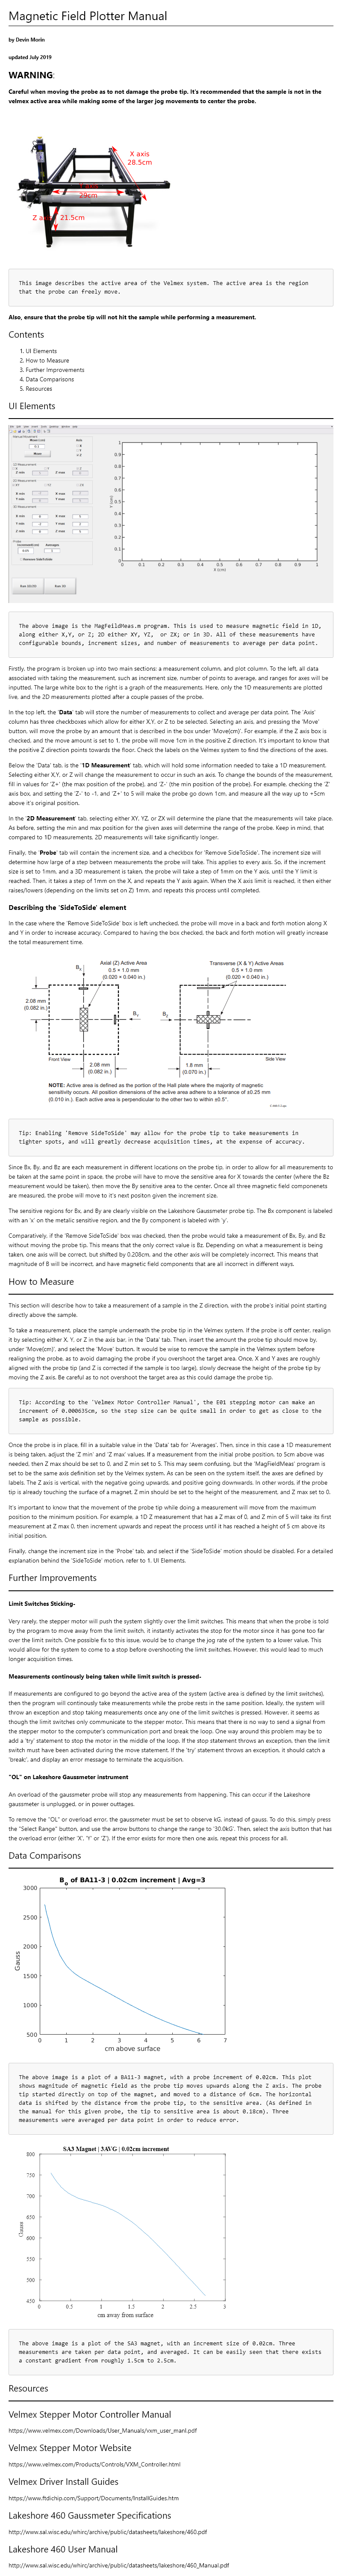 Magnetic Field Plotter Manual
by Devin Morin
updated July 2019
WARNING:
Careful when moving the probe as to not damage the probe tip. It's recommended that the sample is not in the
velmex active area while making some of the larger jog movements to center the probe.
X axis
28.5cm
Y axis
29cm
Z axis 21.5cm
This image describes the active area of the Velmex system. The active area is the region
that the probe can freely move.
Also, ensure that the probe tip will not hit the sample while performing a measurement.
Contents
1. UI Elements
2. How to Measure
3. Further Improvements
4. Data Comparisons
5. Resources
UI Elements
The above image is the MagFeildMeas.m program. This is used to measure magnetic field in 1D,
along either X,Y, or Z; 2D either XY, YZ,  or ZX; or in 3D. All of these measurements have
configurable bounds, increment sizes, and number of measurements to average per data point.
Firstly, the program is broken up into two main sections: a measurement column, and plot column. To the left, all data
associated with taking the measurement, such as increment size, number of points to average, and ranges for axes will be
inputted. The large white box to the right is a graph of the measurements. Here, only the 1D measurements are plotted
live, and the 2D measurements plotted after a couple passes of the probe.
In the top left, the 'Data' tab will store the number of measurements to collect and average per data point. The 'Axis'
column has three checkboxes which allow for either X,Y, or Z to be selected. Selecting an axis, and pressing the 'Move'
button, will move the probe by an amount that is described in the box under 'Move(cm)'. For example, if the Z axis box is
checked, and the move amount is set to 1, the probe will move 1cm in the positive Z direction. It's important to know that
the positive Z direction points towards the floor. Check the labels on the Velmex system to find the directions of the axes.
Below the 'Data' tab, is the '1D Measurement' tab, which will hold some information needed to take a 1D measurement.
Selecting either X,Y, or Z will change the measurement to occur in such an axis. To change the bounds of the measurement,
fill in values for 'Z+' (the max position of the probe), and 'Z-' (the min position of the probe). For example, checking the 'Z'
axis box, and setting the 'Z-' to -1, and 'Z+' to 5 will make the probe go down 1cm, and measure all the way up to +5cm
above it's original position.
In the '2D Measurement' tab, selecting either XY, YZ, or ZX will determine the plane that the measurements will take place.
As before, setting the min and max position for the given axes will determine the range of the probe. Keep in mind, that
compared to 1D measurements, 2D measurements will take significantly longer.
Finally, the 'Probe' tab will contain the increment size, and a checkbox for 'Remove SideToSide'. The increment size will
determine how large of a step between measurements the probe will take. This applies to every axis. So, if the increment
size is set to 1mm, and a 3D measurement is taken, the probe will take a step of 1mm on the Y axis, until the Y limit is
reached. Then, it takes a step of 1mm on the X, and repeats the Y axis again. When the X axis limit is reached, it then either
raises/lowers (depending on the limits set on Z) 1mm, and repeats this process until completed.
Describing the 'SideToSide' element
In the case where the 'Remove SideToSide' box is left unchecked, the probe will move in a back and forth motion along X
and Y in order to increase accuracy. Compared to having the box checked, the back and forth motion will greatly increase
the total measurement time.
Axial (Z) Active Area
0.5 × 1.0 mm
(0.020 × 0.040 in.)
Transverse (X & Y) Active Areas
0.5 × 1.0 mm
(0.020 × 0.040 in.)
2.08 mm
(0.082 in.)
Front View
2.08 mm
(0.082 in.)
1.8 mm
(0.070 in.)
Side View
NOTE: Active area is defined as the portion of the Hall plate where the majority of magnetic
sensitivity occurs. All position dimensions of the active area adhere to a tolerance of ±0.25 mm
(0.010 in.). Each active area is perpendicular to the other two to within ±0.5°.
Tip: Enabling 'Remove SideToSide' may allow for the probe tip to take measurements in
tighter spots, and will greatly decrease acquisition times, at the expense of accuracy.
Since Bx, By, and Bz are each measurement in different locations on the probe tip, in order to allow for all measurements to
be taken at the same point in space, the probe will have to move the sensitive area for X towards the center (where the Bz
measurement would be taken), then move the By sensitive area to the center. Once all three magnetic field components
are measured, the probe will move to it's next positon given the increment size.
The sensitive regions for Bx, and By are clearly visible on the Lakeshore Gaussmeter probe tip. The Bx component is labeled
with an 'x' on the metalic sensitive region, and the By component is labeled with 'y'.
Comparatively, if the 'Remove SideToSide' box was checked, then the probe would take a measurement of Bx, By, and Bz
without moving the probe tip. This means that the only correct value is Bz. Depending on what a measurement is being
taken, one axis will be correct, but shifted by 0.208cm, and the other axis will be completely incorrect. This means that
magnitude of B will be incorrect, and have magnetic field components that are all incorrect in different ways.
How to Measure
This section will describe how to take a measurement of a sample in the Z direction, with the probe's initial point starting
directly above the sample.
To take a measurement, place the sample underneath the probe tip in the Velmex system. If the probe is off center, realign
it by selecting either X, Y, or Z in the axis bar, in the 'Data' tab. Then, insert the amount the probe tip should move by,
under 'Move(cm)', and select the 'Move' button. It would be wise to remove the sample in the Velmex system before
realigning the probe, as to avoid damaging the probe if you overshoot the target area. Once, X and Y axes are roughly
aligned with the probe tip (and Z is corrected if the sample is too large), slowly decrease the height of the probe tip by
moving the Z axis. Be careful as to not overshoot the target area as this could damage the probe tip.
Tip: According to the 'Velmex Motor Controller Manual', the E01 stepping motor can make an
increment of 0.000635cm, so the step size can be quite small in order to get as close to the
sample as possible.
Once the probe is in place, fill in a suitable value in the 'Data' tab for 'Averages'. Then, since in this case a 1D measurement
is being taken, adjust the 'Z min' and 'Z max' values. If a measurement from the initial probe position, to 5cm above was
needed, then Z max should be set to 0, and Z min set to 5. This may seem confusing, but the 'MagFieldMeas' program is
set to be the same axis definition set by the Velmex system. As can be seen on the system itself, the axes are defined and
labels. The Z axis is vertical, with the negative going upwards, and positive going downwards. In other words, if the probe
tip is already touching the surface of a magnet, Z min should be set to the height of the measurement, and Z max set to 0.
It's important to know that the movement of the probe tip while doing a measurement will move from the maximum
position to the minimum position. For example, a 1D Z measurement that has a Z max of 0, and Z min of 5 will take its first
measurement at Z max 0, then increment upwards and repeat the process until it has reached a height of 5 cm above its
initial position.
Finally, change the increment size in the 'Probe' tab, and select if the 'SideToSide' motion should be disabled. For a detailed
explanation behind the 'SideToSide' motion, refer to 1. UI Elements.
Further Improvements
Limit Switches Sticking-
Very rarely, the stepper motor will push the system slightly over the limit switches. This means that when the probe is told
by the program to move away from the limit switch, it instantly activates the stop for the motor since it has gone too far
over the limit switch. One possible fix to this issue, would be to change the jog rate of the system to a lower value. This
would allow for the system to come to a stop before overshooting the limit switches. However, this would lead to much
longer acquisition times.
Measurements continously being taken while limit switch is pressed-
If measurements are configured to go beyond the active area of the system (active area is defined by the limit switches),
then the program will continously take measurements while the probe rests in the same position. Ideally, the system will
throw an exception and stop taking measurements once any one of the limit switches is pressed. However, it seems as
though the limit switches only communicate to the stepper motor. This means that there is no way to send a signal from
the stepper motor to the computer's communication port and break the loop. One way around this problem may be to
add a 'try' statement to stop the motor in the middle of the loop. If the stop statement throws an exception, then the limit
switch must have been activated during the move statement. If the 'try' statement throws an exception, it should catch a
'break;', and display an error message to terminate the acquisition.
"OL" on Lakeshore Gaussmeter instrument
An overload of the gaussmeter probe will stop any measurements from happening. This can occur if the Lakeshore
gaussmeter is unplugged, or in power outtages.
To remove the "OL" or overload error, the gaussmeter must be set to observe kG, instead of gauss. To do this, simply press
the "Select Range" button, and use the arrow buttons to change the range to '30.0kG'. Then, select the axis button that has
the overload error (either 'X', 'Y' or 'Z'). If the error exists for more then one axis, repeat this process for all.
Data Comparisons
B0 of BA11-3 | 0.02cm increment | Avg=3
3000
2500
2000
1500
1000
500
Gauss
0 1 2 3 4 5 6 7
cm above surface
The above image is a plot of a BA11-3 magnet, with a probe increment of 0.02cm. This plot
shows magnitude of magnetic field as the probe tip moves upwards along the Z axis. The probe
tip started directly on top of the magnet, and moved to a distance of 6cm. The horizontal
data is shifted by the distance from the probe tip, to the sensitive area. (As defined in
the manual for this given probe, the tip to sensitive area is about 0.18cm). Three
measurements were averaged per data point in order to reduce error.
SA3 Magnet | 3AVG | 0.02cm increment
800
750
700
650
600
550
500
450
Gauss
0 0.5 1 1.5 2 2.5 3
cm away from surface
The above image is a plot of the SA3 magnet, with an increment size of 0.02cm. Three
measurements are taken per data point, and averaged. It can be easily seen that there exists
a constant gradient from roughly 1.5cm to 2.5cm.
Resources
Velmex Stepper Motor Controller Manual
https://www.velmex.com/Downloads/User_Manuals/vxm_user_manl.pdf
Velmex Stepper Motor Website
https://www.velmex.com/Products/Controls/VXM_Controller.html
Velmex Driver Install Guides
https://www.ftdichip.com/Support/Documents/InstallGuides.htm
Lakeshore 460 Gaussmeter Specifications
http://www.sal.wisc.edu/whirc/archive/public/datasheets/lakeshore/460.pdf
Lakeshore 460 User Manual
http://www.sal.wisc.edu/whirc/archive/public/datasheets/lakeshore/460_Manual.pdf